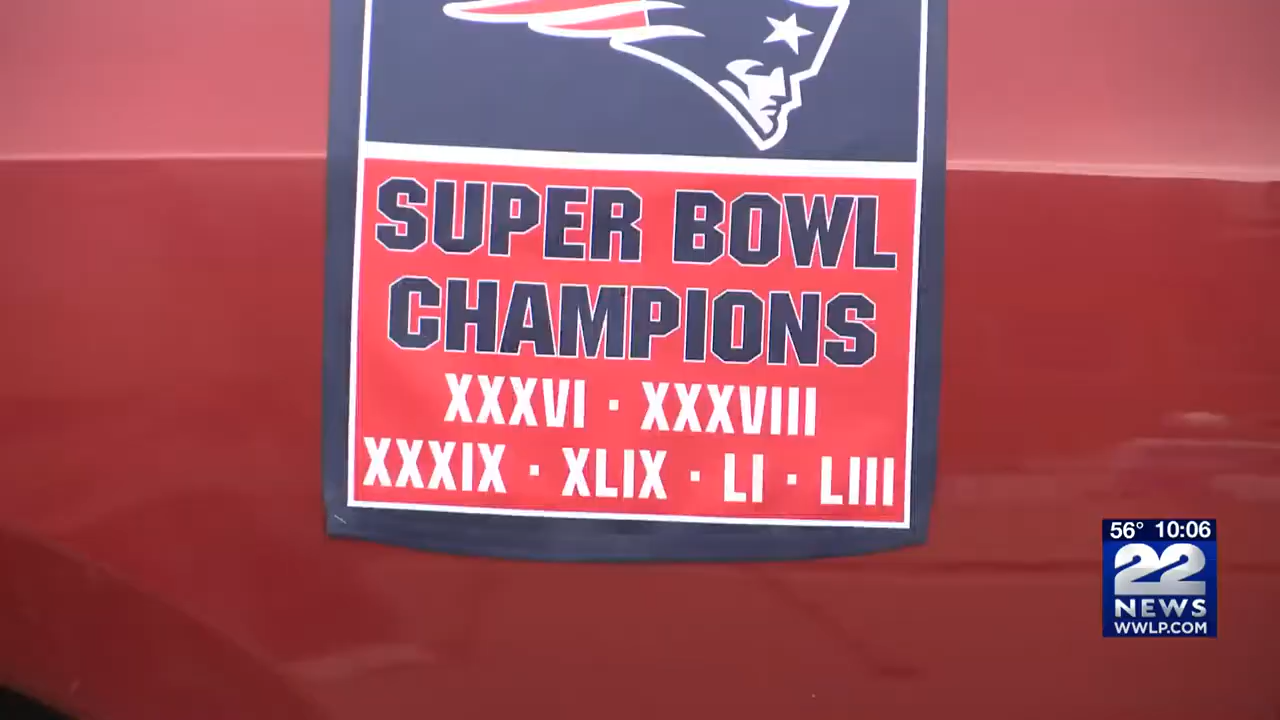 SUPER BOWL
CHAMPIONS
XXXVI · XXXVIII
XXXIX · XLIX · LI · LIII
56° 10:06
22
NEWS
WWLP.COM